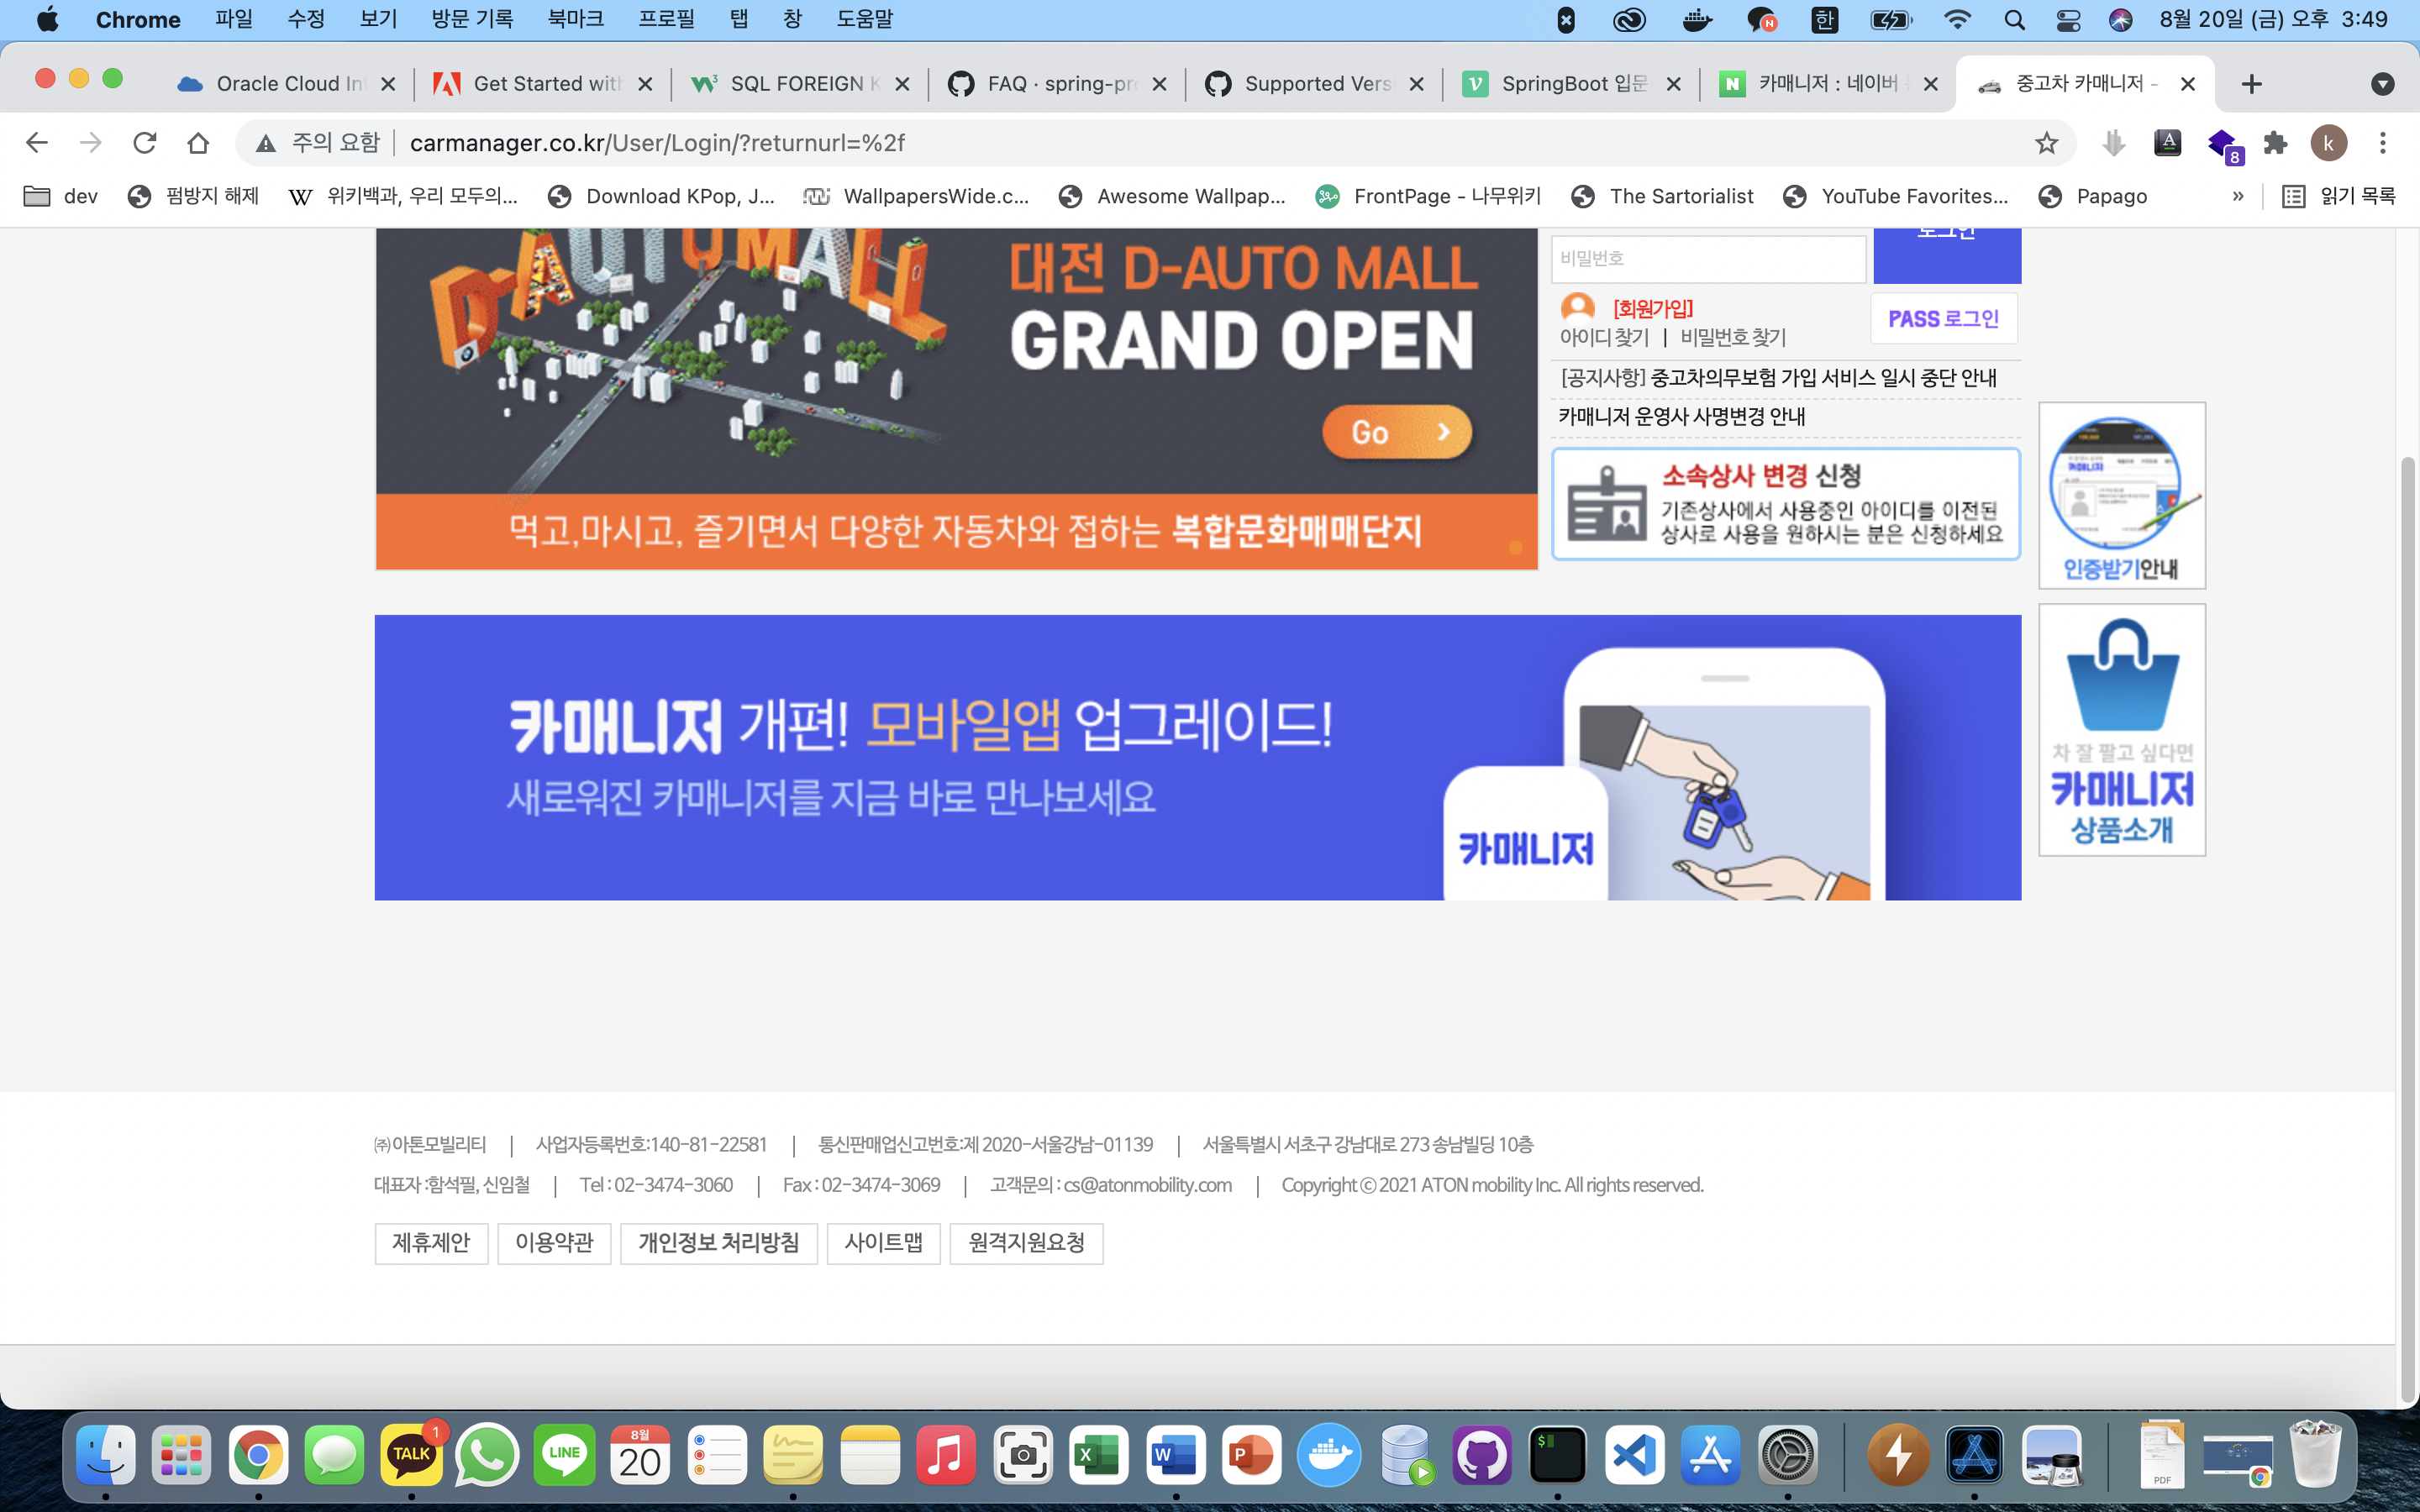 Chrome 파일 수정 보기 방문 기록 북마크 프로필 탭 창 도움말 한 8월 20일 (금) 오후 3:49
Oracle Cloud In Get Started with SQL FOREIGN K FAQ · spring-pr Supported Vers SpringBoot 입문 카매니저 : 네이버 중고차 카매니저 -
주의 요함 carmanager.co.kr/User/Login/?returnurl=%2f k 8
dev 펌방지 해제 위키백과, 우리 모두의... Download KPop, J... WallpapersWide.c... Awesome Wallpap... FrontPage - 나무위키 The Sartorialist YouTube Favorites... Papago » 읽기 목록
D-AUTOMALL
대전 D-AUTO MALL
GRAND OPEN
Go
먹고,마시고, 즐기면서 다양한 자동차와 접하는 복합문화매매단지
로그인
비밀번호
[회원가입]
아이디 찾기 | 비밀번호 찾기
PASS 로그인
[공지사항] 중고차의무보험 가입 서비스 일시 중단 안내
카매니저 운영사 사명변경 안내
소속상사 변경 신청
기존상사에서 사용중인 아이디를 이전된
상사로 사용을 원하시는 분은 신청하세요
인증받기안내
차 잘 팔고 싶다면
카매니저
상품소개
카매니저 개편! 모바일앱 업그레이드!
새로워진 카매니저를 지금 바로 만나보세요
카매니저
㈜아톤모빌리티 | 사업자등록번호:140-81-22581 | 통신판매업신고번호:제 2020-서울강남-01139 | 서울특별시 서초구 강남대로 273 송남빌딩 10층
대표자 :함석필, 신임철 | Tel : 02-3474-3060 | Fax : 02-3474-3069 | 고객문의 : cs@atonmobility.com | Copyright ⓒ 2021 ATON mobility Inc. All rights reserved.
제휴제안 이용약관 개인정보 처리방침 사이트맵 원격지원요청
TALK 1 LINE 8월 20 X W P $ PDF